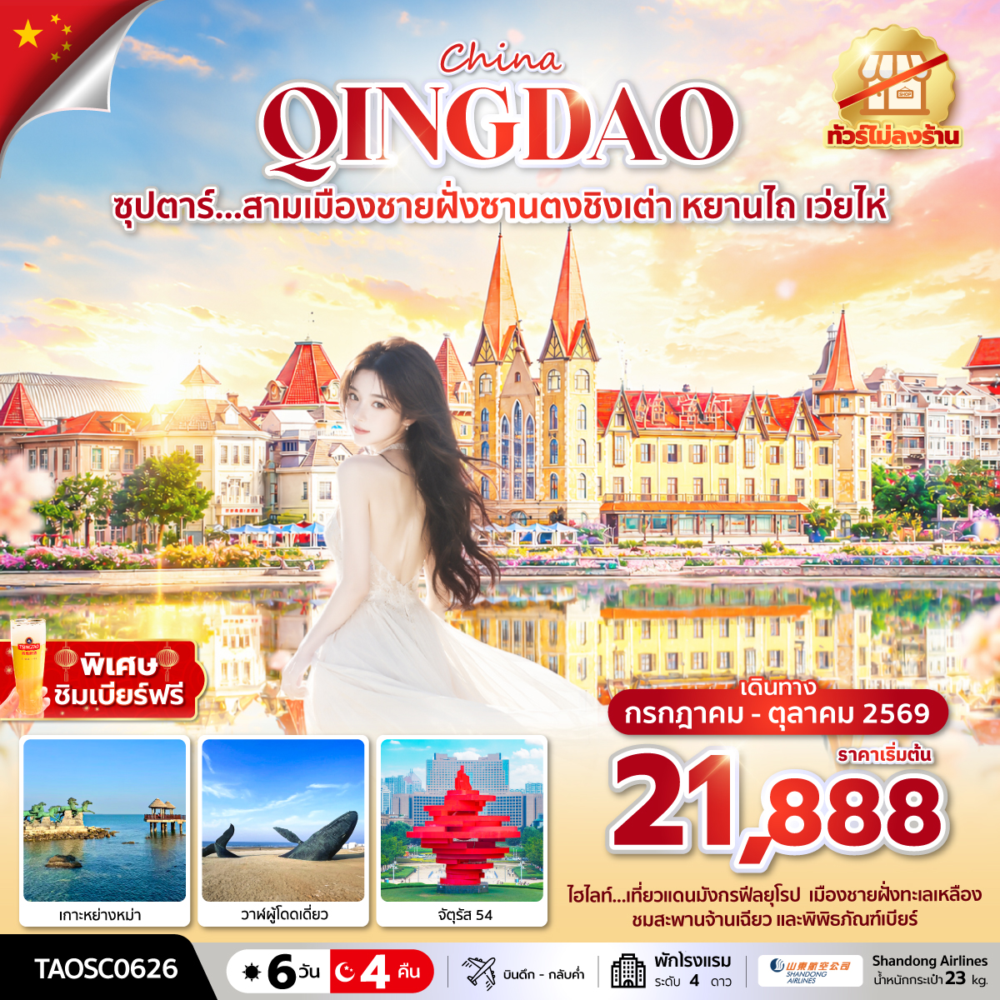 China
QINGDAO
SHOP
ทัวร์ไม่ลงร้าน
ซุปตาร์...สามเมืองชายฝั่งซานตงชิงเต่า หยานไถ เว่ยไห่
TSINGTAO
พิเศษ
ชิมเบียร์ฟรี
เดินทาง
กรกฎาคม - ตุลาคม 2569
ราคาเริ่มต้น
21,888
เกาะหย่างหม่า
วาฬผู้โดดเดี่ยว
จัตุรัส 54
ไฮไลท์...เที่ยวแดนมังกรฟีลยุโรป เมืองชายฝั่งทะเลเหลือง
ชมสะพานจ้านเฉียว และพิพิธภัณฑ์เบียร์
TAOSC0626
6 วัน 4 คืน
บินดึก - กลับค่ำ
พักโรงแรม
ระดับ 4 ดาว
山東航空公司
SHANDONG
AIRLINES
Shandong Airlines
น้ำหนักกระเป๋า 23 kg.